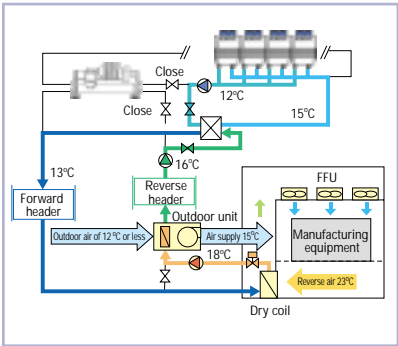 Close
12°C
Close
15°C
13°C
16°C
FFU
Forward
header
Reverse
header
Outdoor unit
Outdoor air of 12 °C or less
Air supply 15°C
Manufacturing
equipment
18°C
Reverse air 23°C
Dry coil